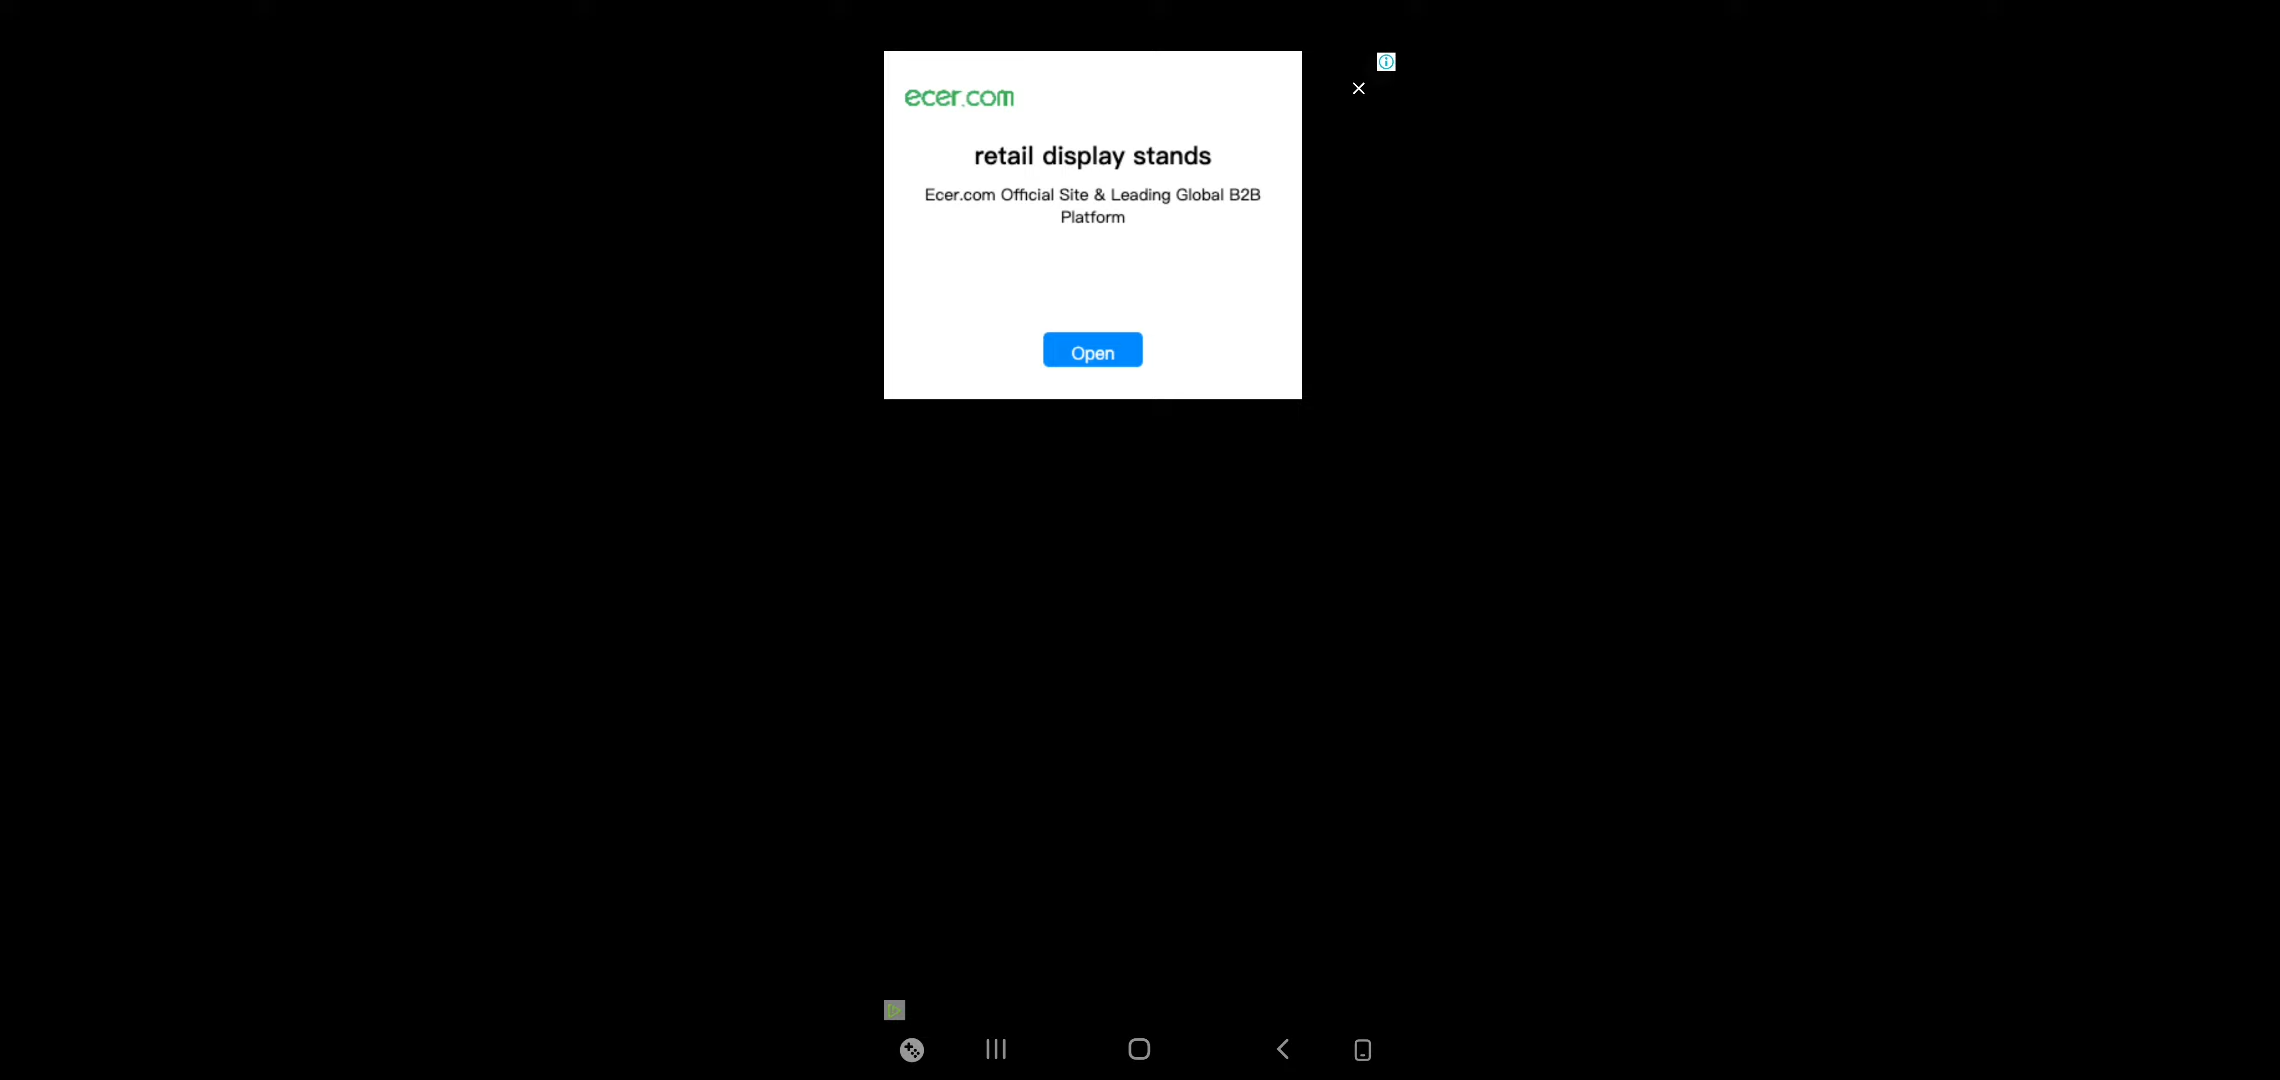 ecer.com
retail display stands
Ecer.com Official Site & Leading Global B2B
Platform
Open